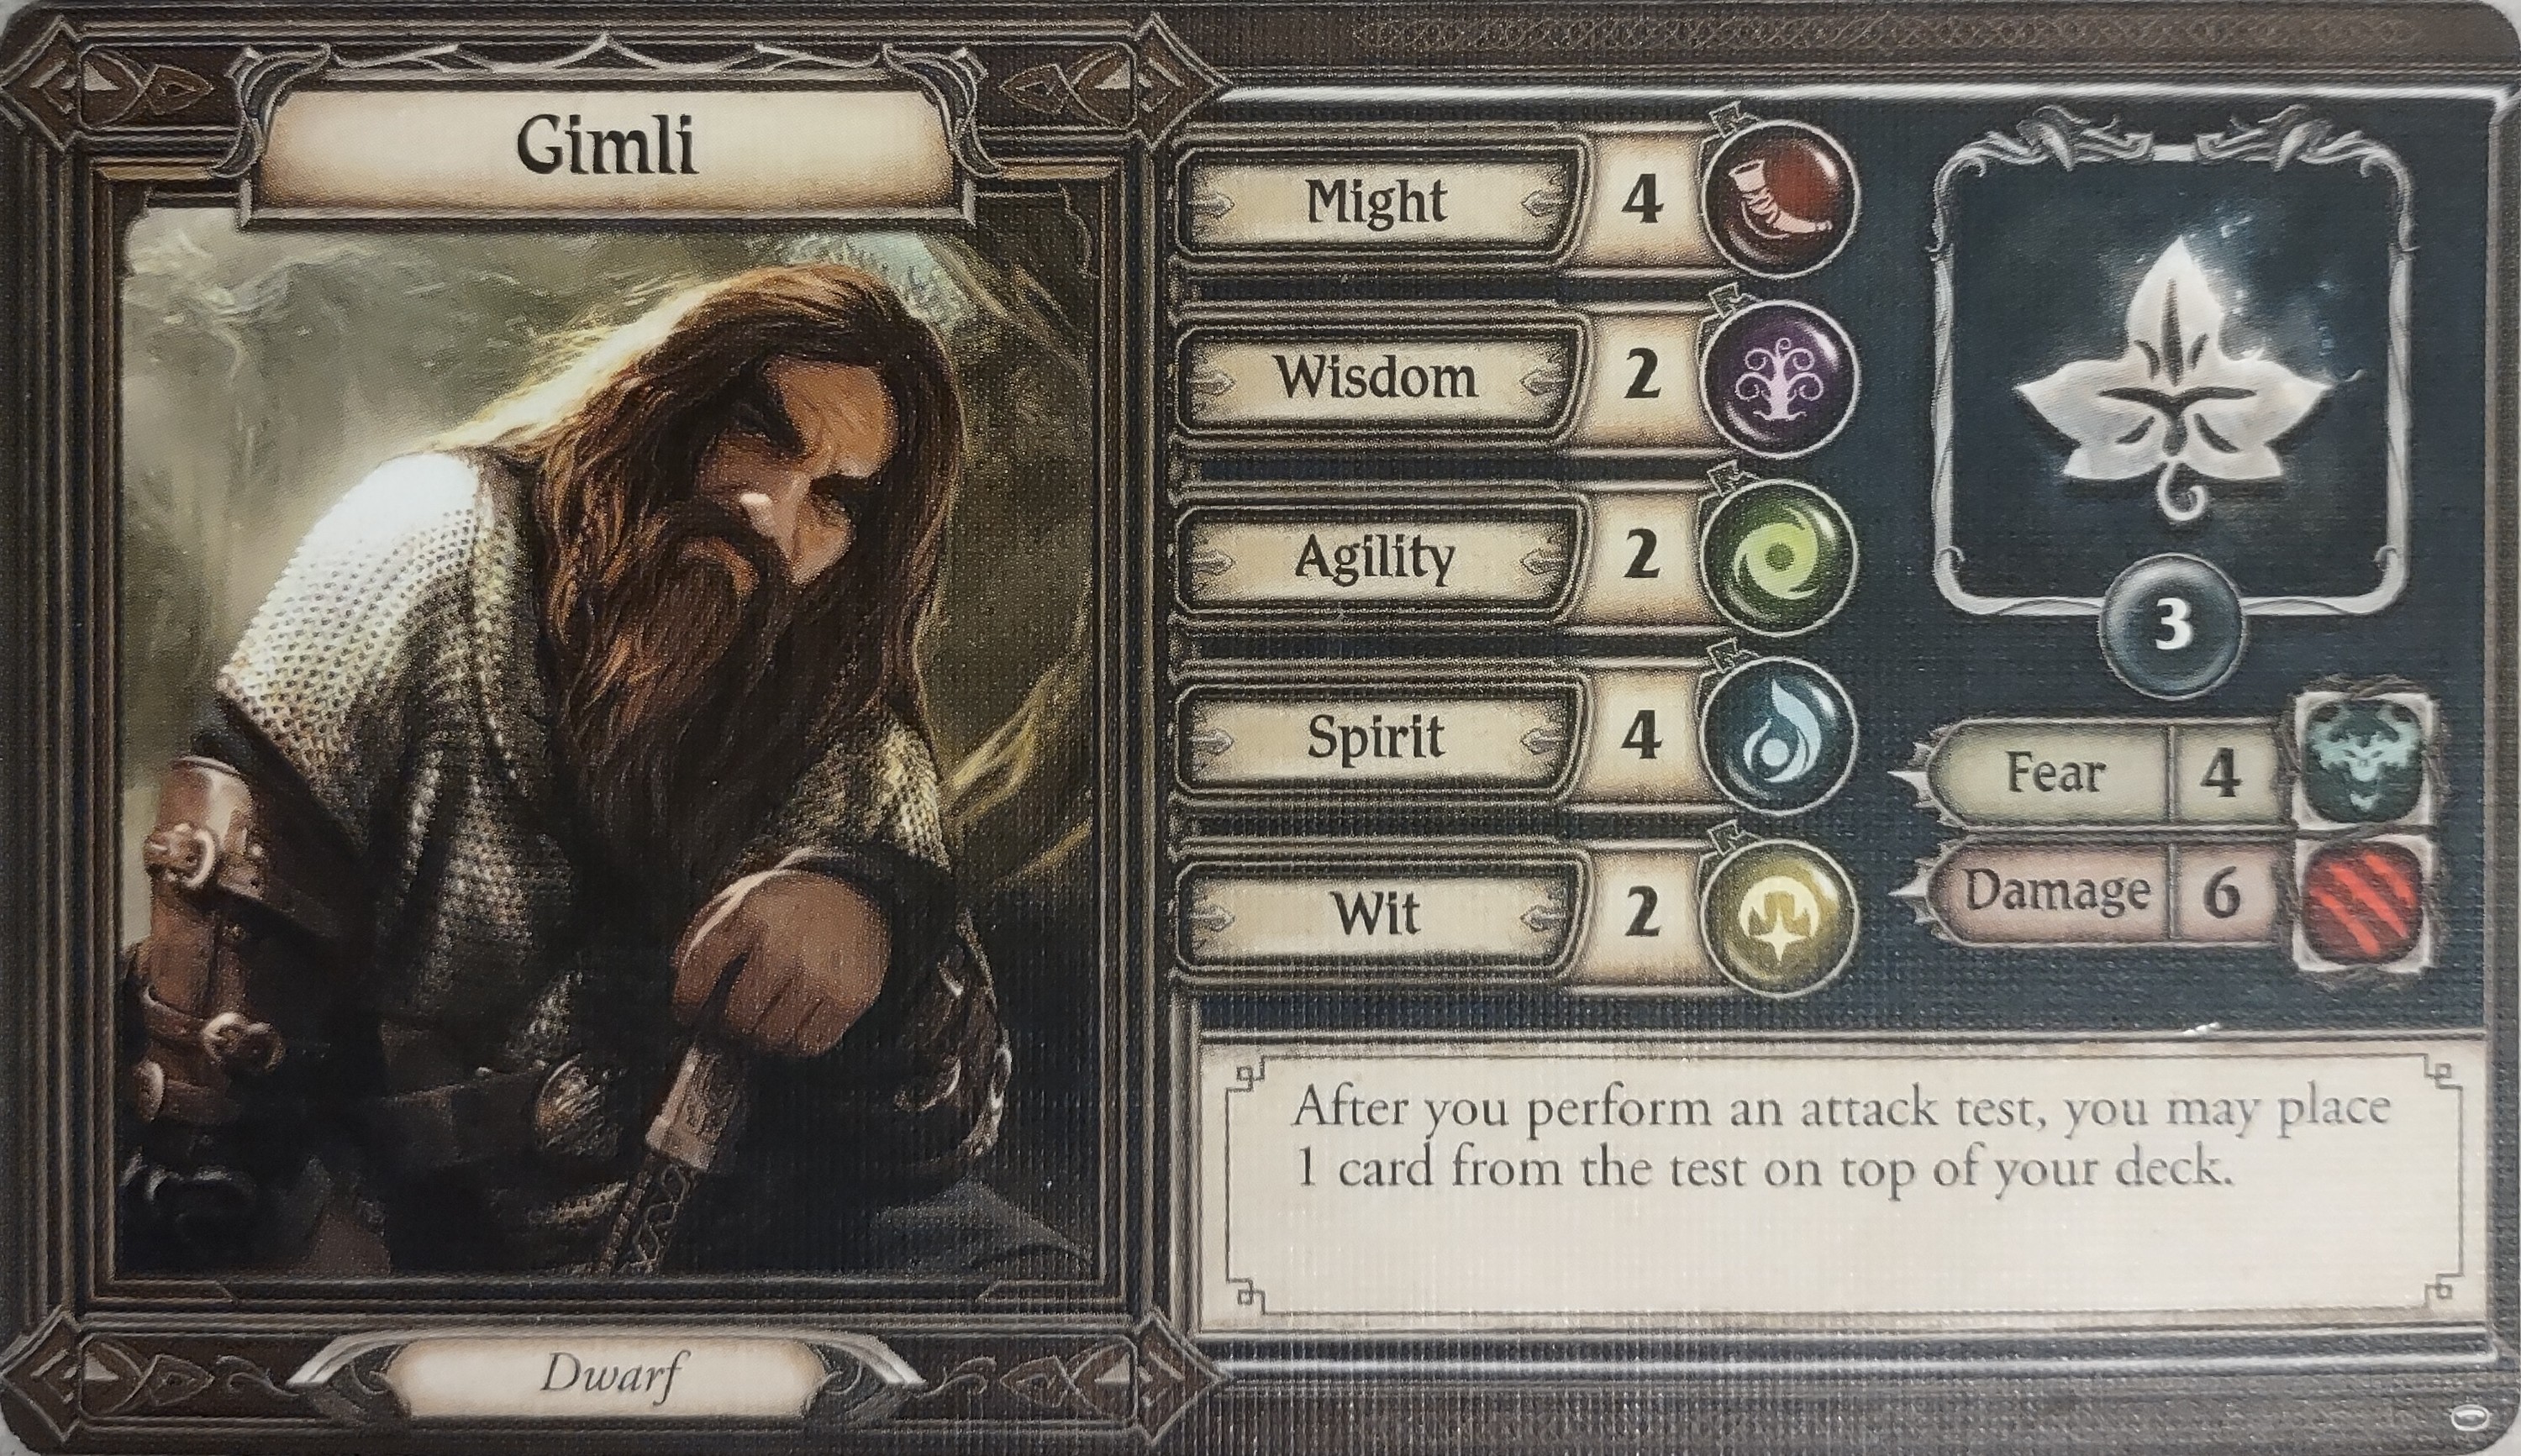 Gimli
Might 4
Wisdom 2
Agility 2
Spirit 4
Wit 2
3
Fear 4
Damage 6
After you perform an attack test, you may place
1 card from the test on top of your deck.
Dwarf